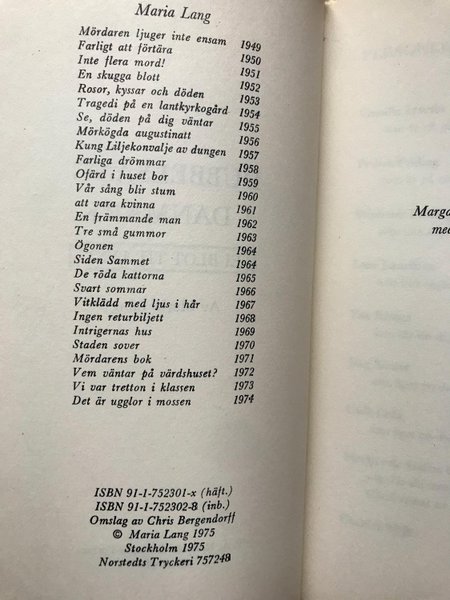 Maria Lang
Mördaren ljuger inte ensam 1949
Farligt att förtära 1950
Inte flera mord! 1951
En skugga blott 1952
Rosor, kyssar och döden 1953
Tragedi på en lantkyrkogård 1954
Se, döden på dig väntar 1955
Mörkögda augustinatt 1956
Kung Liljekonvalje av dungen 1957
Farliga drömmar 1958
Ofärd i huset bor 1959
Vår sång blir stum 1960
att vara kvinna 1961
En främmande man 1962
Tre små gummor 1963
Ögonen 1964
Siden Sammet 1964
De röda kattorna 1965
Svart sommar 1966
Vitklädd med ljus i hår 1967
Ingen returbiljett 1968
Intrigernas hus 1969
Staden sover 1970
Mördarens bok 1971
Vem väntar på värdshuset? 1972
Vi var tretton i klassen 1973
Det är ugglor i mossen 1974
ISBN 91-1-752301-x (häft.)
ISBN 91-1-752302-8 (inb.)
Omslag av Chris Bergendorff
© Maria Lang 1975
Stockholm 1975
Norstedts Tryckeri 757248